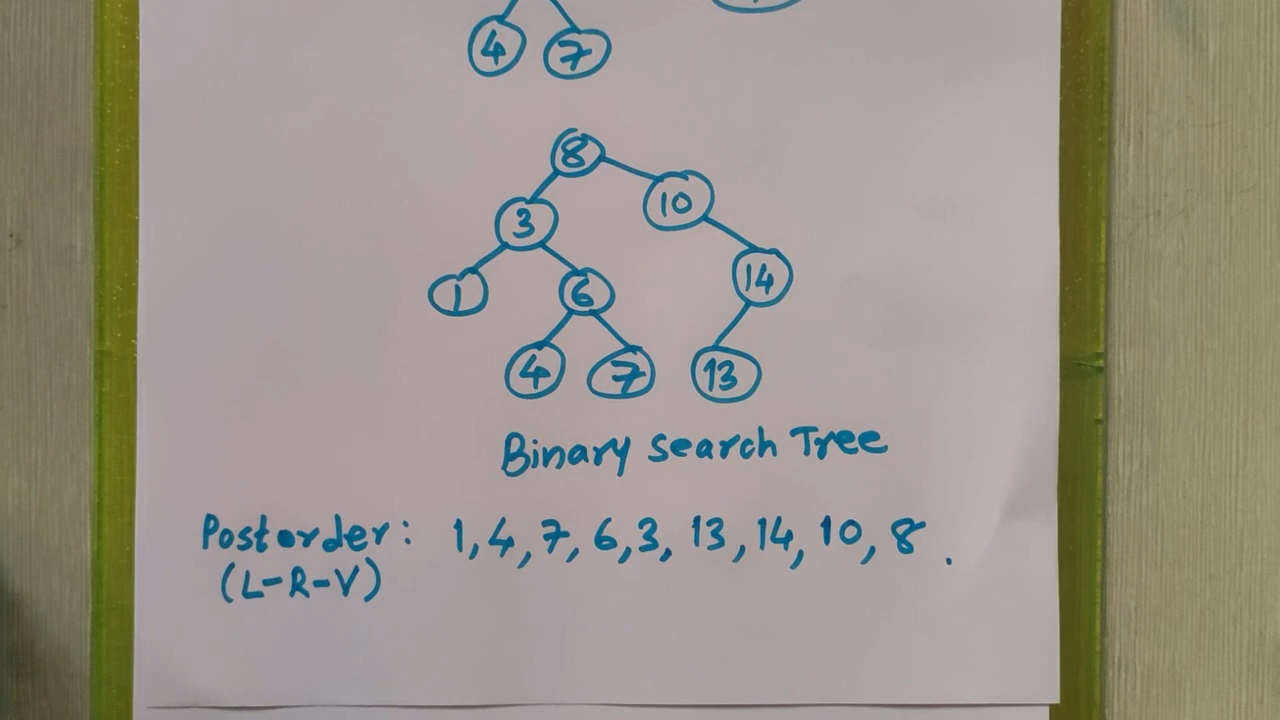 4 7
8
10
3
14
1 6
4 7 13
Binary Search Tree
Postorder: 1,4,7,6,3,13,14,10,8.
(L-R-V)